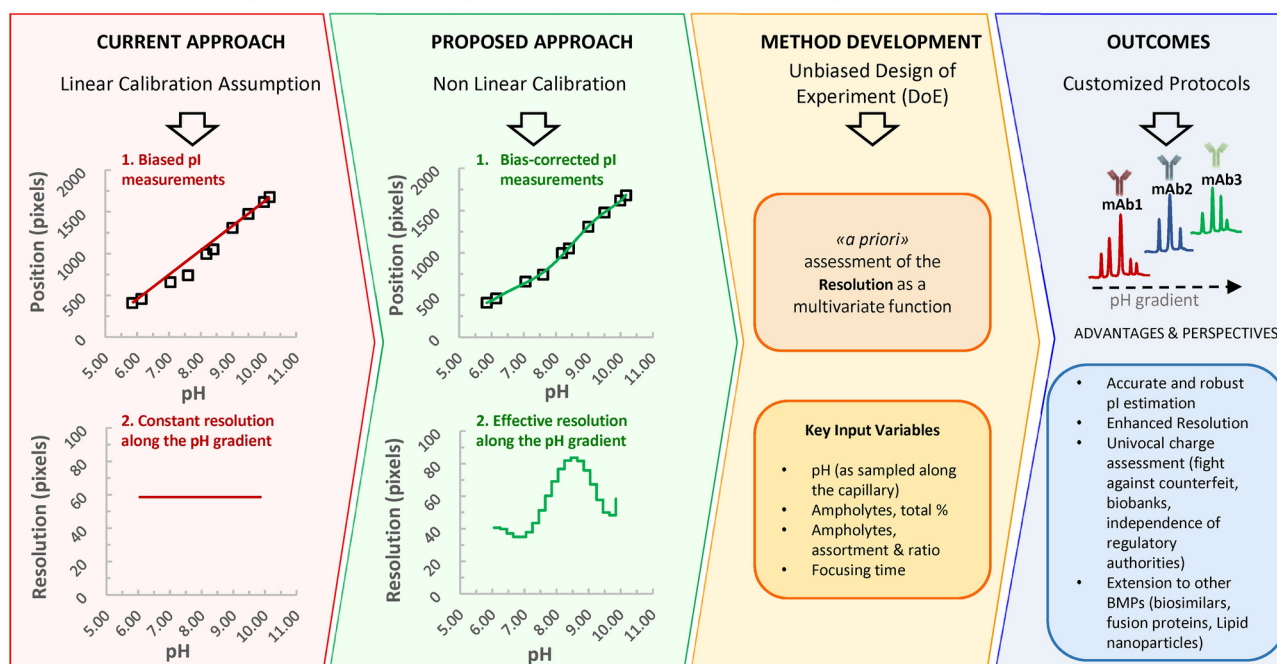 CURRENT APPROACH
Linear Calibration Assumption
1. Biased pI
measurements
Position (pixels)
2000
1500
1000
500
0
5.00
6.00
7.00
8.00
9.00
10.00
11.00
pH
2. Constant resolution
along the pH gradient
Resolution (pixels)
100
80
60
40
20
0
5.00
6.00
7.00
8.00
9.00
10.00
11.00
pH
PROPOSED APPROACH
Non Linear Calibration
1. Bias-corrected pI
measurements
Position (pixels)
2000
1500
1000
500
0
5.00
6.00
7.00
8.00
9.00
10.00
11.00
pH
2. Effective resolution
along the pH gradient
Resolution (pixels)
100
80
60
40
20
0
5.00
6.00
7.00
8.00
9.00
10.00
11.00
pH
METHOD DEVELOPMENT
Unbiased Design of
Experiment (DoE)
«a priori»
assessment of the
Resolution as a
multivariate function
Key Input Variables
• pH (as sampled along
the capillary)
• Ampholytes, total %
• Ampholytes,
assortment & ratio
• Focusing time
OUTCOMES
Customized Protocols
mAb1
mAb2
mAb3
pH gradient
ADVANTAGES & PERSPECTIVES
• Accurate and robust
pI estimation
• Enhanced Resolution
• Univocal charge
assessment (fight
against counterfeit,
biobanks,
independence of
regulatory
authorities)
• Extension to other
BMPs (biosimilars,
fusion proteins, Lipid
nanoparticles)